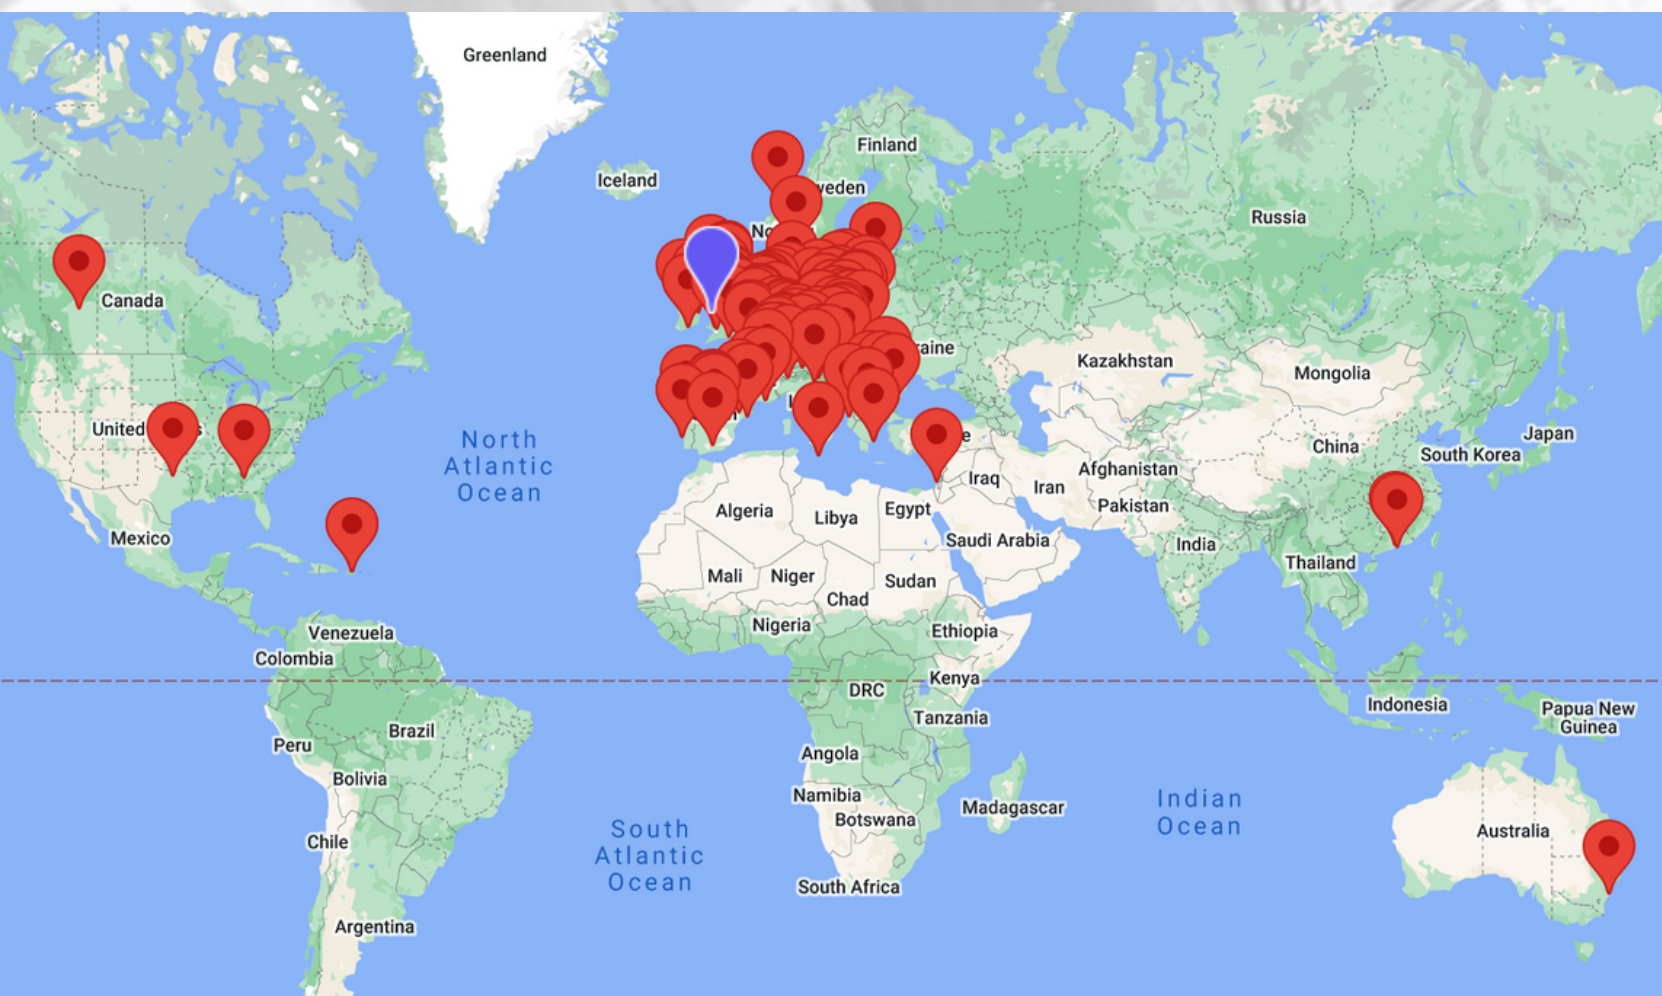 Greenland
Finland
Iceland
weden
No
Russia
Canada
raine
Kazakhstan
Mongolia
United
s
North
Atlantic
Ocean
e
China
Japan
South Korea
Afghanistan
Iraq
Iran
Pakistan
Algeria
Libya
Egypt
Saudi Arabia
India
Thailand
Mexico
Mali
Niger
Chad
Sudan
Nigeria
Ethiopia
Venezuela
Colombia
DRC
Kenya
Tanzania
Indonesia
Papua New
Guinea
Brazil
Peru
Bolivia
Angola
Namibia
Botswana
Madagascar
Indian
Ocean
Australia
Chile
South
Atlantic
Ocean
South Africa
Argentina